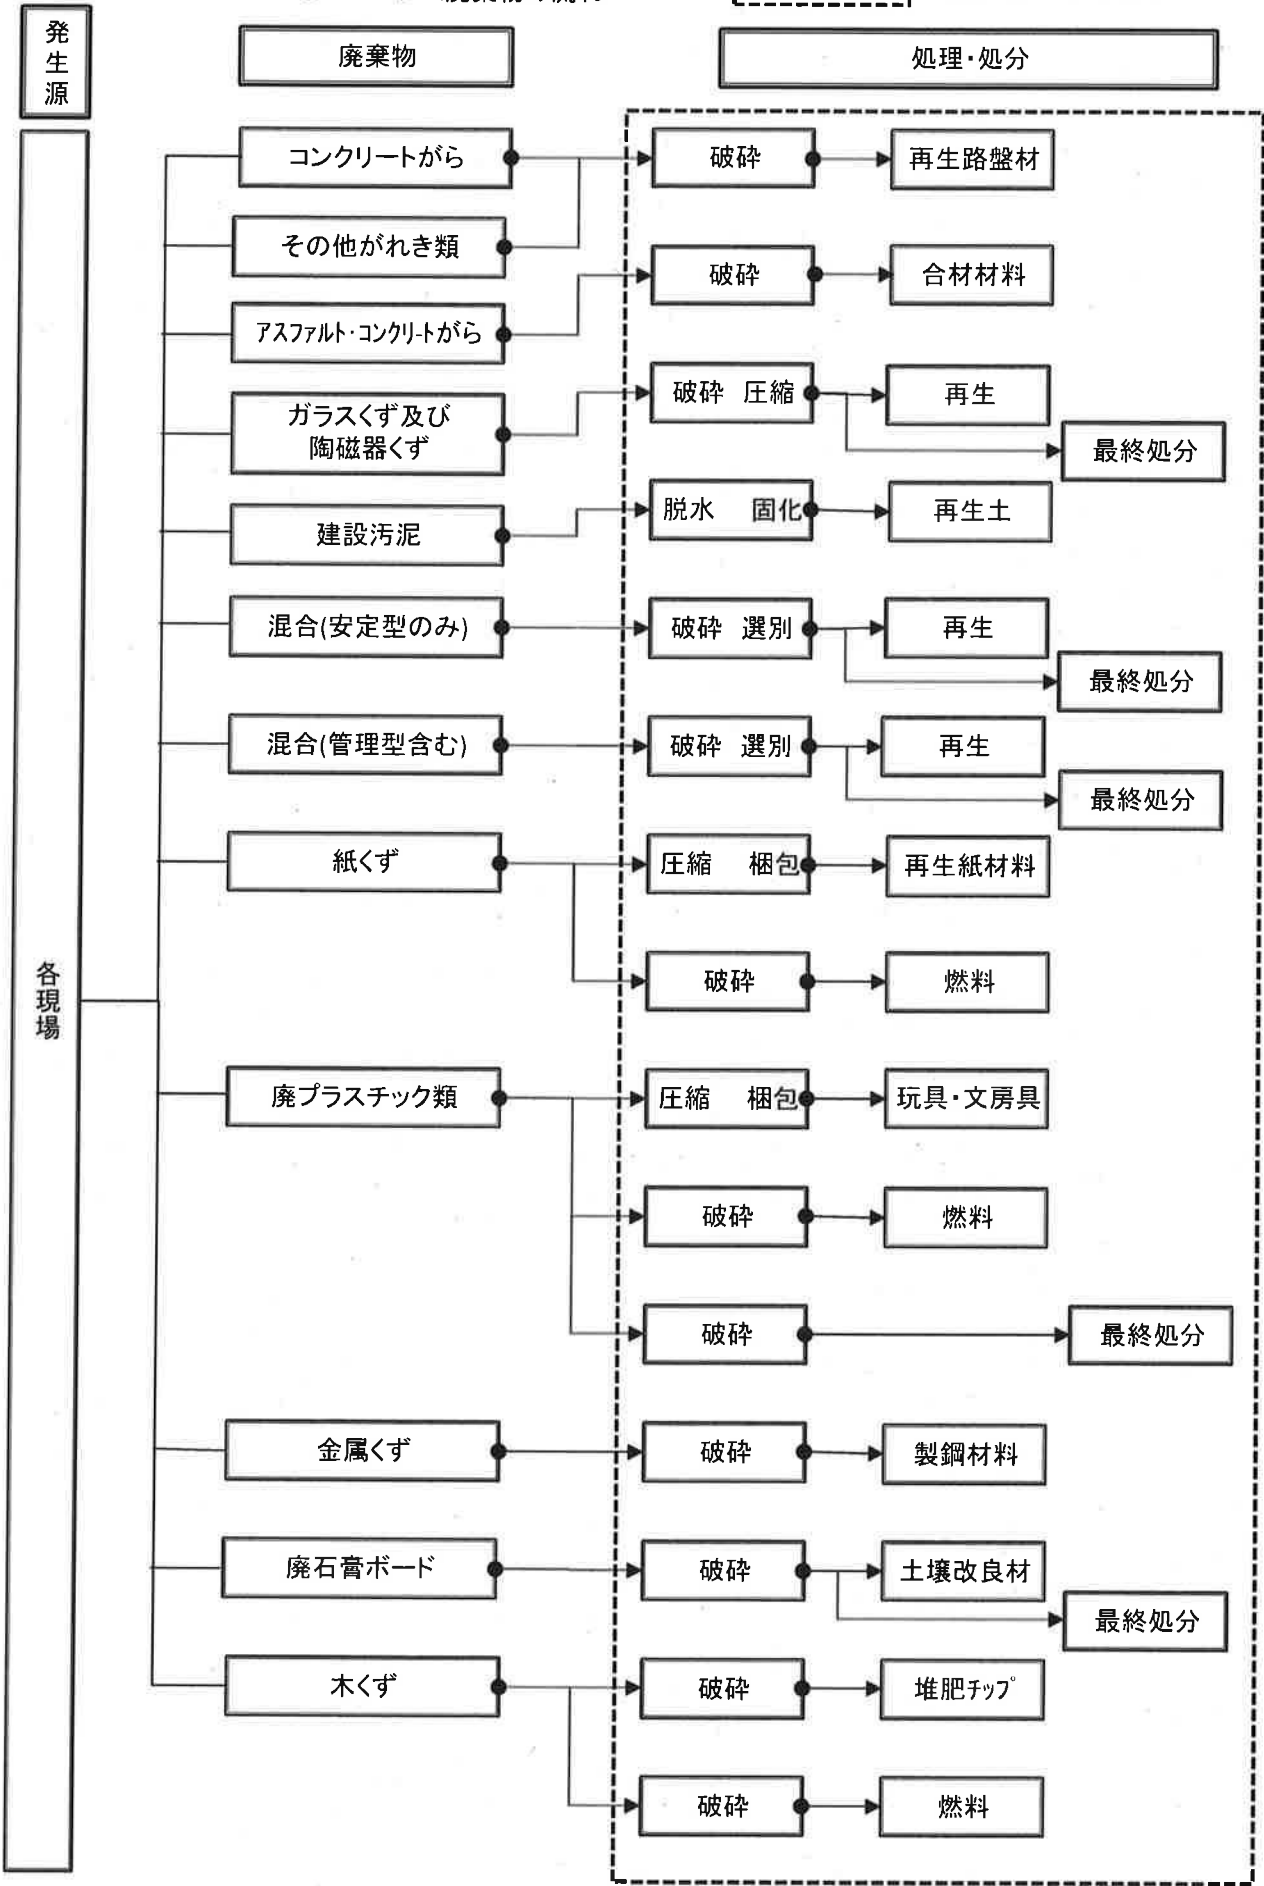 発生源
廃棄物
処理・処分
各現場
コンクリートがら
破砕
再生路盤材
その他がれき類
破砕
合材材料
アスファルト・コンクリートがら
ガラスくず及び
陶磁器くず
破砕 圧縮
再生
最終処分
建設汚泥
脱水 固化
再生土
混合(安定型のみ)
破砕 選別
再生
最終処分
混合(管理型含む)
破砕 選別
再生
最終処分
紙くず
圧縮 梱包
再生紙材料
破砕
燃料
廃プラスチック類
圧縮 梱包
玩具・文房具
破砕
燃料
破砕
最終処分
金属くず
破砕
製鋼材料
廃石膏ボード
破砕
土壌改良材
最終処分
木くず
破砕
堆肥チップ
破砕
燃料